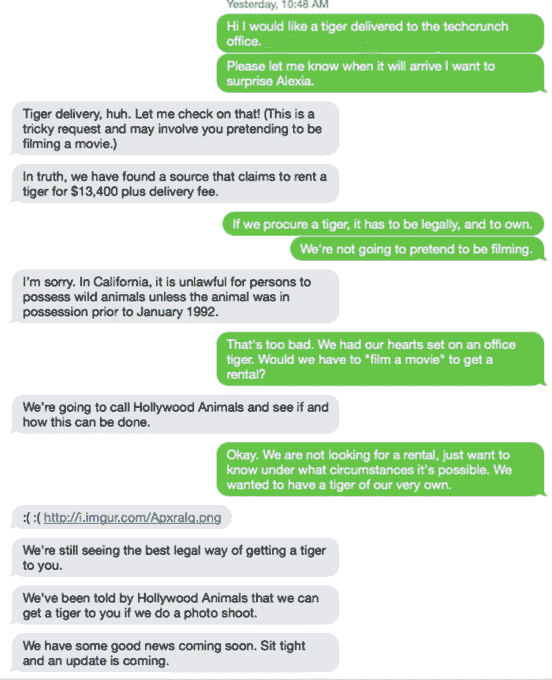 Yesterday, 10:48 AM
Hi I would like a tiger delivered to the techcrunch
office.
Please let me know when it will arrive I want to
surprise Alexia.
Tiger delivery, huh. Let me check on that! (This is a
tricky request and may involve you pretending to be
filming a movie.)
In truth, we have found a source that claims to rent a
tiger for $13,400 plus delivery fee.
If we procure a tiger, it has to be legally, and to own.
We're not going to pretend to be filming.
I'm sorry. In California, it is unlawful for persons to
possess wild animals unless the animal was in
possession prior to January 1992.
That's too bad. We had our hearts set on an office
tiger. Would we have to "film a movie" to get a
rental?
We're going to call Hollywood Animals and see if and
how this can be done.
Okay. We are not looking for a rental, just want to
know under what circumstances it's possible. We
wanted to have a tiger of our very own.
:( :( http://i.imgur.com/Apxralq.png
We're still seeing the best legal way of getting a tiger
to you.
We've been told by Hollywood Animals that we can
get a tiger to you if we do a photo shoot.
We have some good news coming soon. Sit tight
and an update is coming.